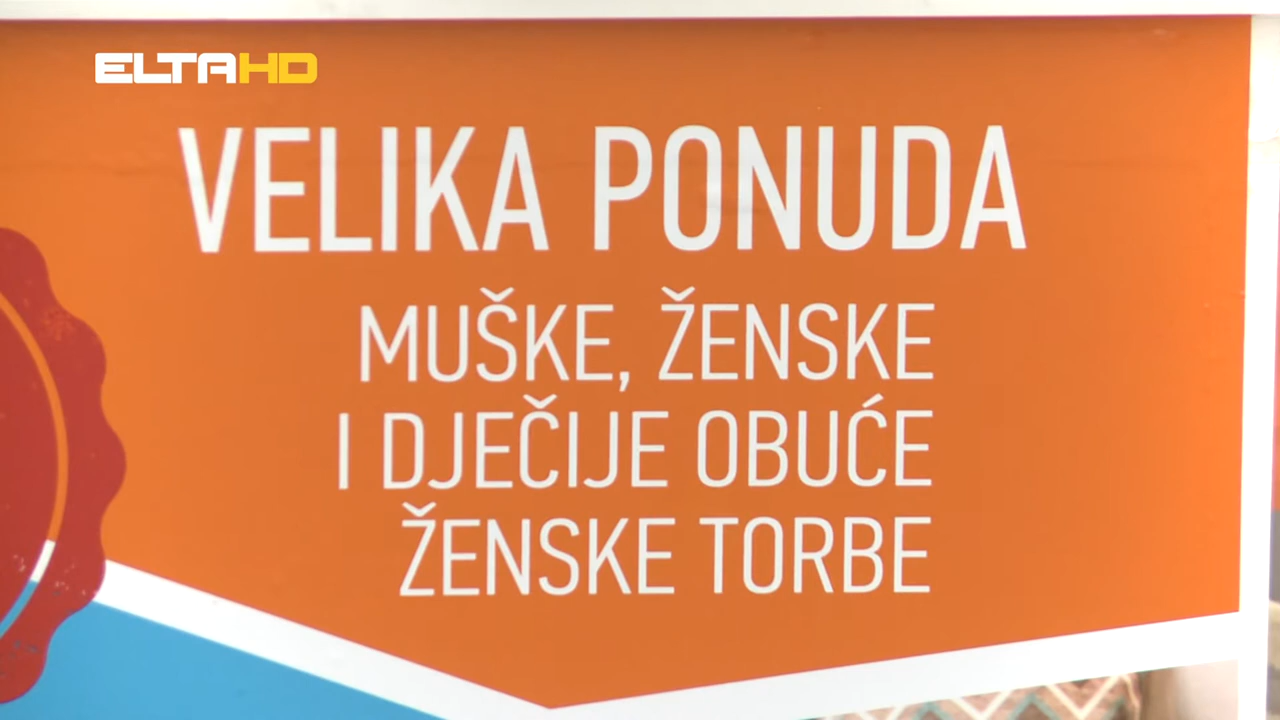 ELTAHD
VELIKA PONUDA
MUŠKE, ŽENSKE
I DJEČIJE OBUĆE
ŽENSKE TORBE